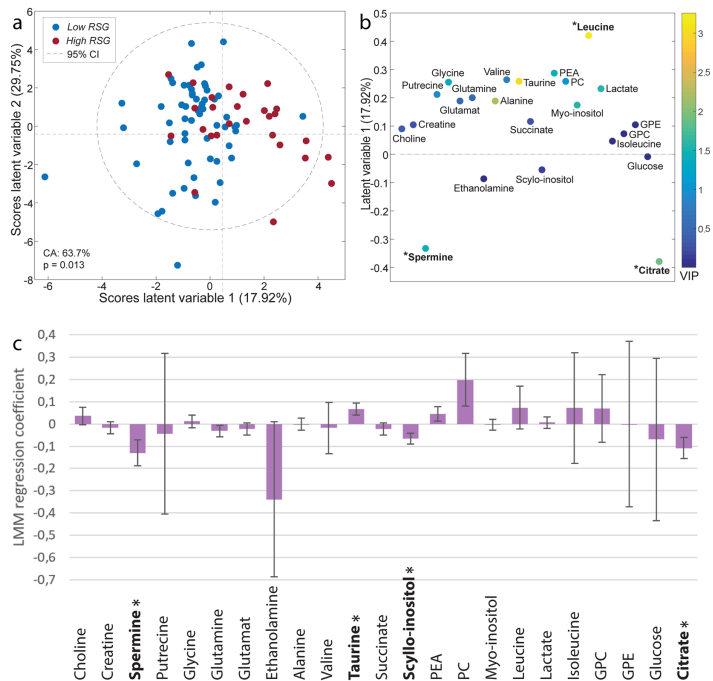 a
Low RSG
High RSG
95% CI
Scores latent variable 2 (29.75%)
6
4
2
0
-2
-4
-6
-8
CA: 63.7%
p = 0.013
-6
-4
-2
0
2
4
Scores latent variable 1 (17.92%)
b
Latent variable 1 (17.92%)
0.5
0.4
0.3
0.2
0.1
0
-0.1
-0.2
-0.3
-0.4
*Leucine
Glycine
Valine
PEA
Putrecine
Glutamine
Taurine
PC
Lactate
Glutamat
Alanine
Myo-inositol
Choline
Creatine
Succinate
GPE
GPC
Isoleucine
Glucose
Ethanolamine
Scylo-inositol
*Spermine
*Citrate
3
2.5
2
1.5
1
0.5
VIP
c
LMM regression coefficient
0,4
0,3
0,2
0,1
0
-0,1
-0,2
-0,3
-0,4
-0,5
-0,6
-0,7
Choline
Creatine
Spermine *
Putrecine
Glycine
Glutamine
Glutamat
Ethanolamine
Alanine
Valine
Taurine *
Succinate
Scyllo-inositol *
PEA
PC
Myo-inositol
Leucine
Lactate
Isoleucine
GPC
GPE
Glucose
Citrate *